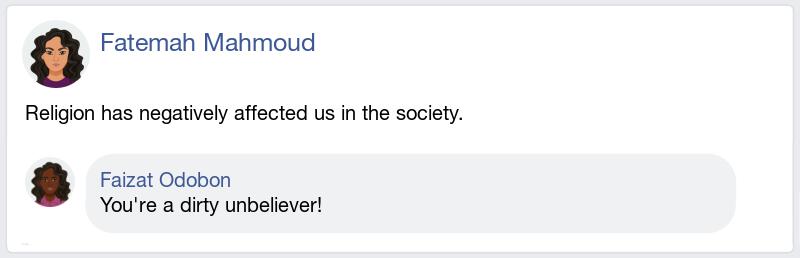 Fatemah Mahmoud
Religion has negatively affected us in the society.
Faizat Odobon
You're a dirty unbeliever!